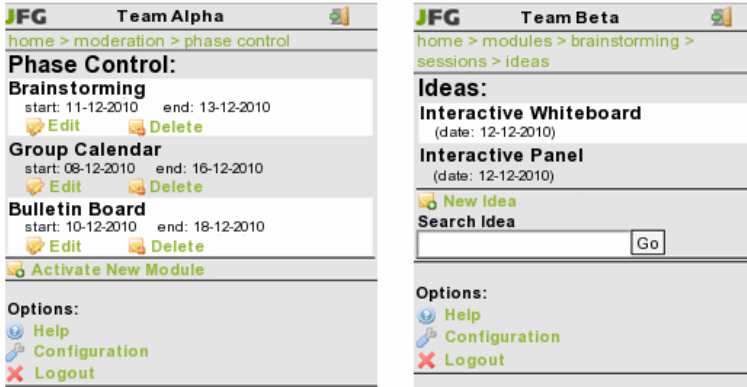 JFG Team Alpha
home > moderation > phase control
Phase Control:
Brainstorming
start: 11-12-2010 end: 13-12-2010
Edit Delete
Group Calendar
start: 08-12-2010 end: 16-12-2010
Edit Delete
Bulletin Board
start: 10-12-2010 end: 18-12-2010
Edit Delete
Activate New Module
Options:
Help
Configuration
Logout
JFG Team Beta
home > modules > brainstorming >
sessions > ideas
Ideas:
Interactive Whiteboard
(date: 12-12-2010)
Interactive Panel
(date: 12-12-2010)
New Idea
Search Idea
Go
Options:
Help
Configuration
Logout